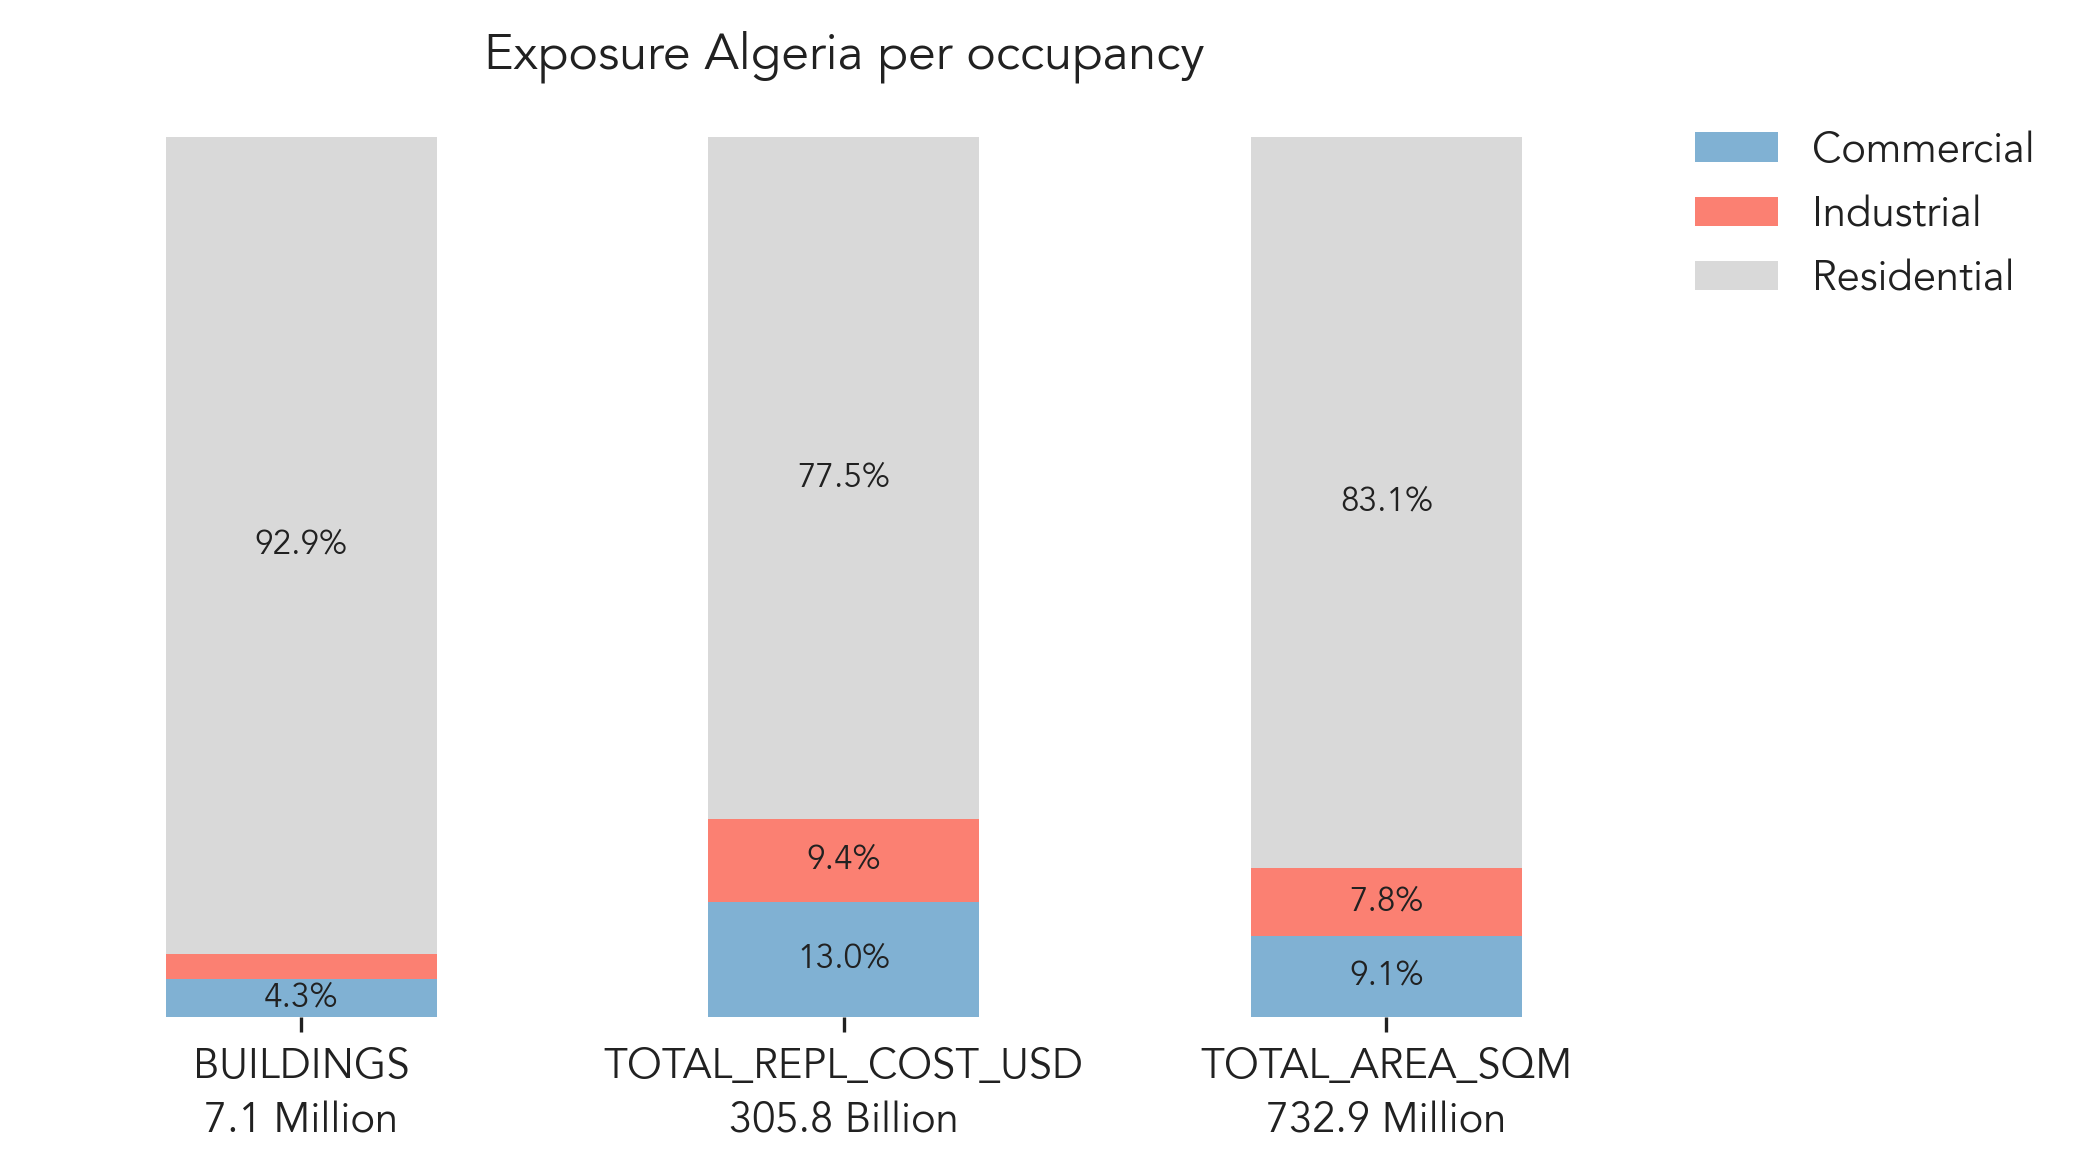 Exposure Algeria per occupancy
Commercial
Industrial
Residential
92.9%
4.3%
77.5%
9.4%
13.0%
83.1%
7.8%
9.1%
BUILDINGS
7.1 Million
TOTAL_REPL_COST_USD
305.8 Billion
TOTAL_AREA_SQM
732.9 Million